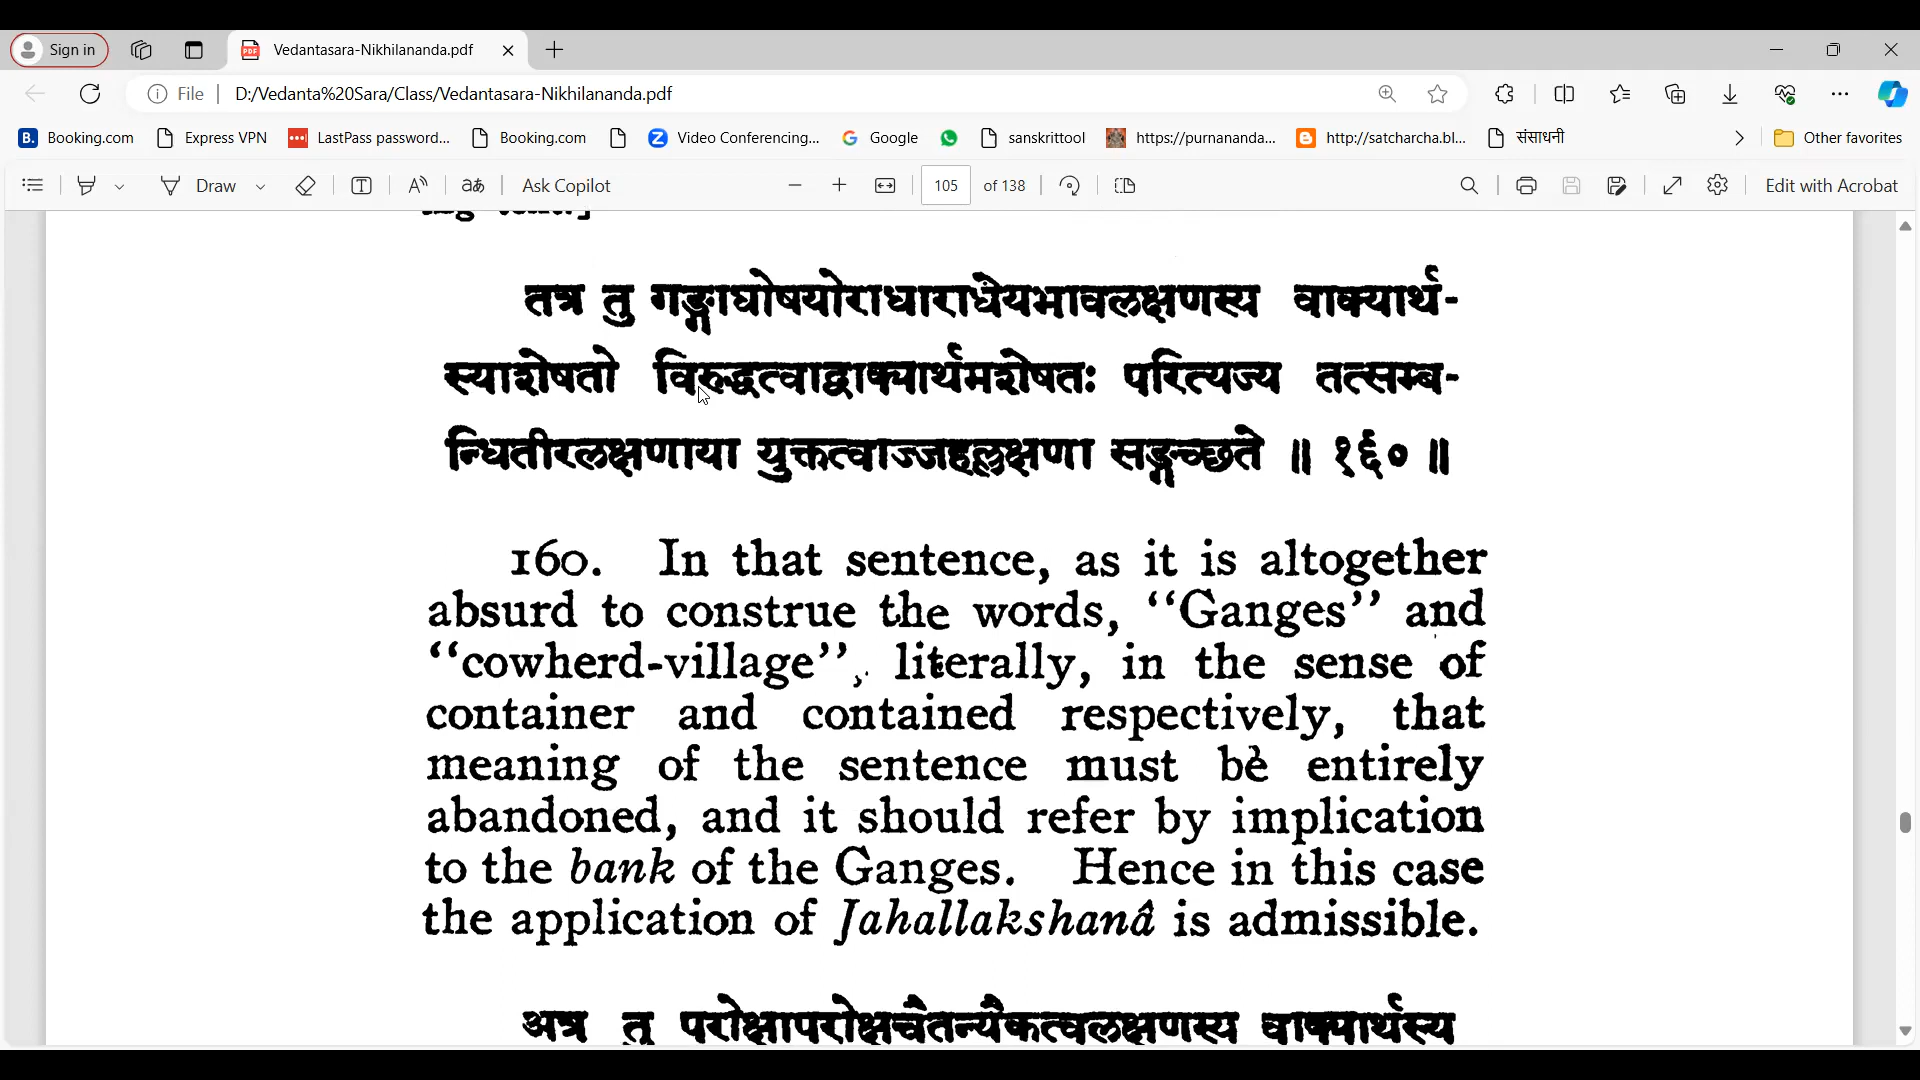 Sign in
Vedantasara-Nikhilananda.pdf
File
D:/Vedanta%20Sara/Class/Vedantasara-Nikhilananda.pdf
Booking.com
Express VPN
LastPass password...
Booking.com
Video Conferencing...
Google
sanskrittool
https://purnananda...
http://satcharcha.bl...
संसाधनी
Other favorites
Draw
Ask Copilot
105 of 138
Edit with Acrobat
तत्र तु गङ्गाघोषयोराधाराधेयभावलक्षणस्य वाक्यार्थ-
स्याशेषतो विरुद्धत्वाद्वाक्यार्थमशेषतः परित्यज्य तत्सम्ब-
न्धितीरलक्षणाया युक्तत्वाज्जहल्लक्षणा सङ्गच्छते ॥ १६० ॥
160. In that sentence, as it is altogether
absurd to construe the words, “Ganges” and
“cowherd-village”, literally, in the sense of
container and contained respectively, that
meaning of the sentence must be entirely
abandoned, and it should refer by implication
to the bank of the Ganges. Hence in this case
the application of Jahallakshanâ is admissible.
अत्र तु परोक्षापरोक्षचैतन्यैकत्वलक्षणस्य वाक्यार्थस्य